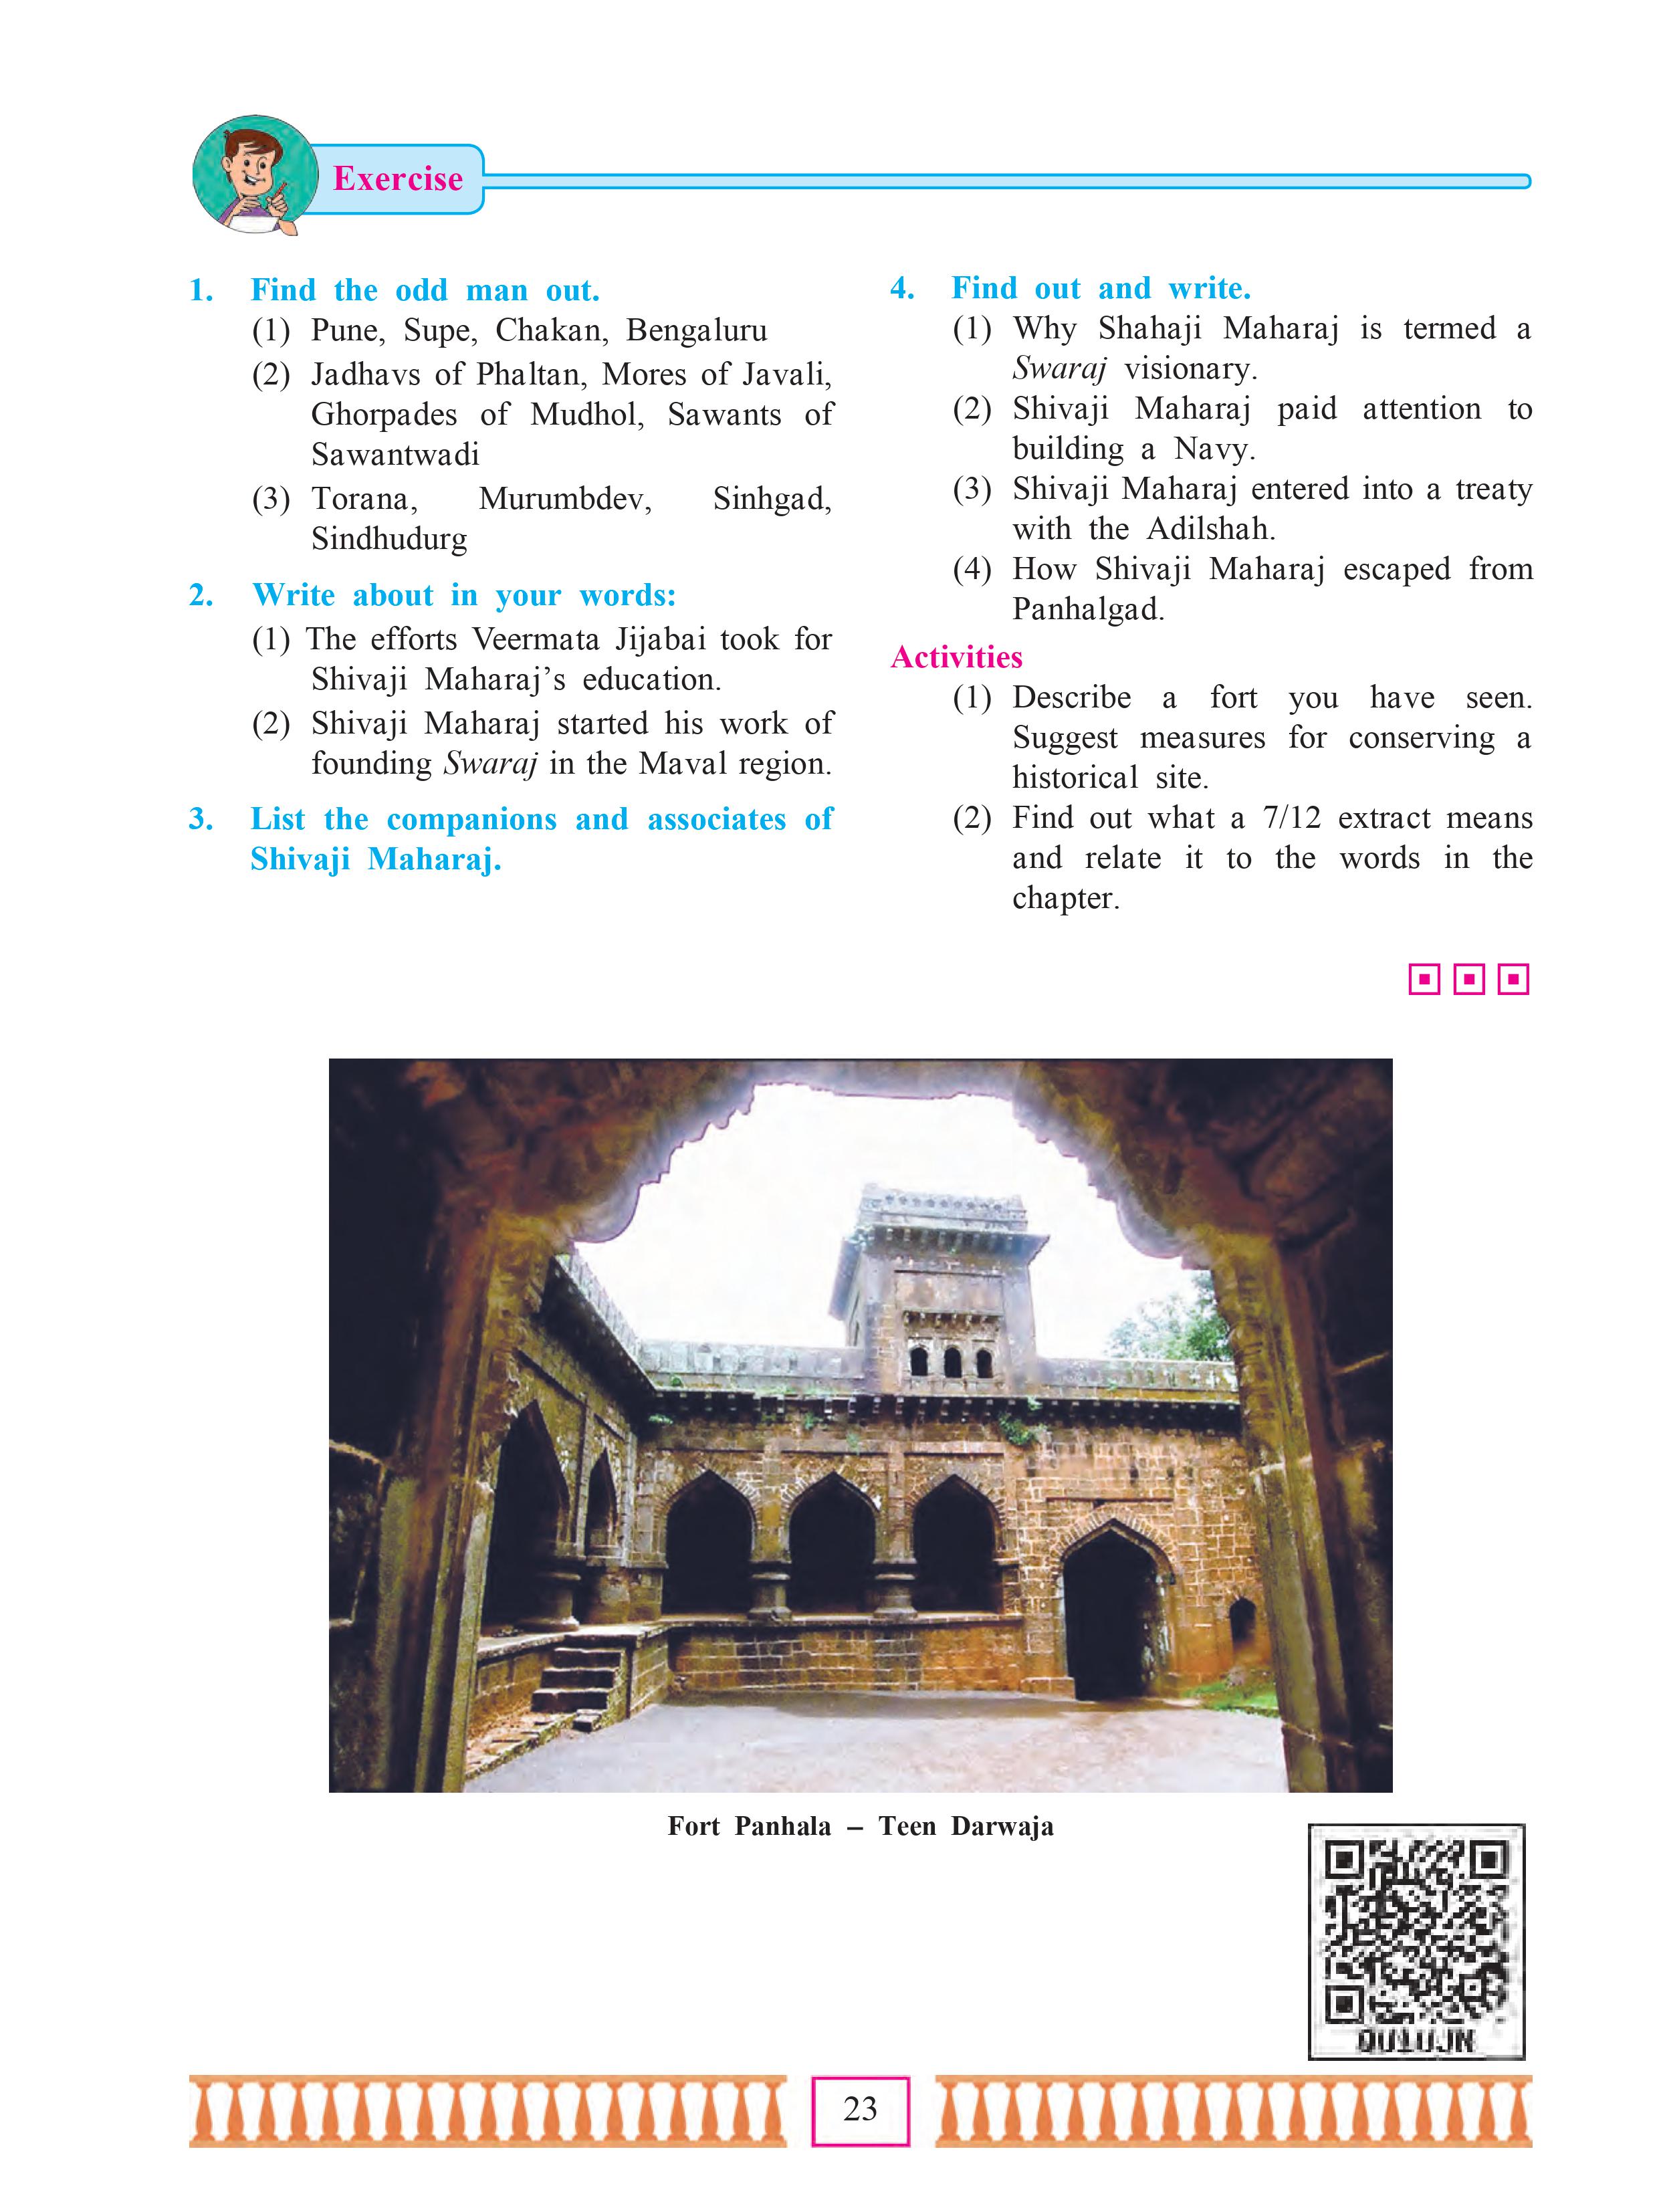 Exercise
1. Find the odd man out.
(1) Pune, Supe, Chakan, Bengaluru
(2) Jadhavs of Phaltan, Mores of Javali,
Ghorpades of Mudhol, Sawants of
Sawantwadi
(3) Torana, Murumbdev, Sinhgad,
Sindhudurg
2. Write about in your words:
(1) The efforts Veermata Jijabai took for
Shivaji Maharaj’s education.
(2) Shivaji Maharaj started his work of
founding Swaraj in the Maval region.
3. List the companions and associates of
Shivaji Maharaj.
4. Find out and write.
(1) Why Shahaji Maharaj is termed a
Swaraj visionary.
(2) Shivaji Maharaj paid attention to
building a Navy.
(3) Shivaji Maharaj entered into a treaty
with the Adilshah.
(4) How Shivaji Maharaj escaped from
Panhalgad.
Activities
(1) Describe a fort you have seen.
Suggest measures for conserving a
historical site.
(2) Find out what a 7/12 extract means
and relate it to the words in the
chapter.
Fort Panhala – Teen Darwaja
23